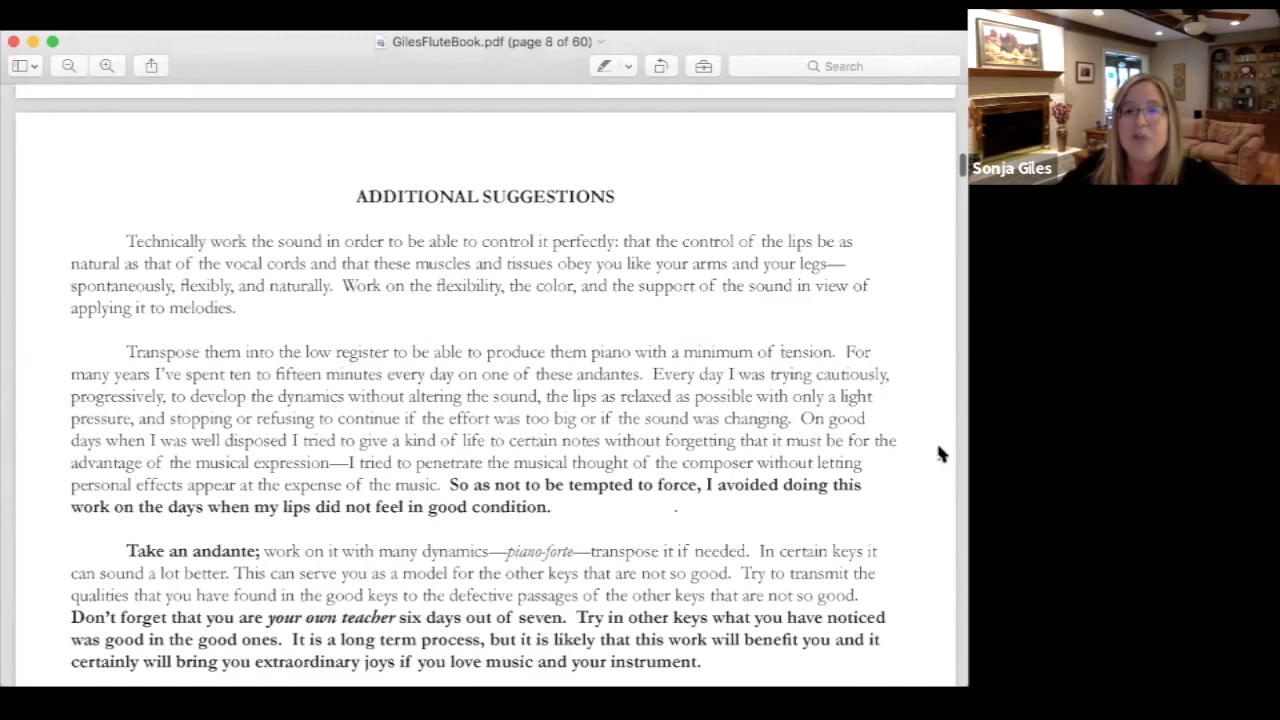 GilesFluteBook.pdf (page 8 of 60)
Search
Sonja Giles
ADDITIONAL SUGGESTIONS
Technically work the sound in order to be able to control it perfectly: that the control of the lips be as
natural as that of the vocal cords and that these muscles and tissues obey you like your arms and your legs—
spontaneously, flexibly, and naturally. Work on the flexibility, the color, and the support of the sound in view of
applying it to melodies.
Transpose them into the low register to be able to produce them piano with a minimum of tension. For
many years I've spent ten to fifteen minutes every day on one of these andantes. Every day I was trying cautiously,
progressively, to develop the dynamics without altering the sound, the lips as relaxed as possible with only a light
pressure, and stopping or refusing to continue if the effort was too big or if the sound was changing. On good
days when I was well disposed I tried to give a kind of life to certain notes without forgetting that it must be for the
advantage of the musical expression—I tried to penetrate the musical thought of the composer without letting
personal effects appear at the expense of the music. So as not to be tempted to force, I avoided doing this
work on the days when my lips did not feel in good condition.
Take an andante; work on it with many dynamics—piano-forte—transpose it if needed. In certain keys it
can sound a lot better. This can serve you as a model for the other keys that are not so good. Try to transmit the
qualities that you have found in the good keys to the defective passages of the other keys that are not so good.
Don't forget that you are your own teacher six days out of seven. Try in other keys what you have noticed
was good in the good ones. It is a long term process, but it is likely that this work will benefit you and it
certainly will bring you extraordinary joys if you love music and your instrument.